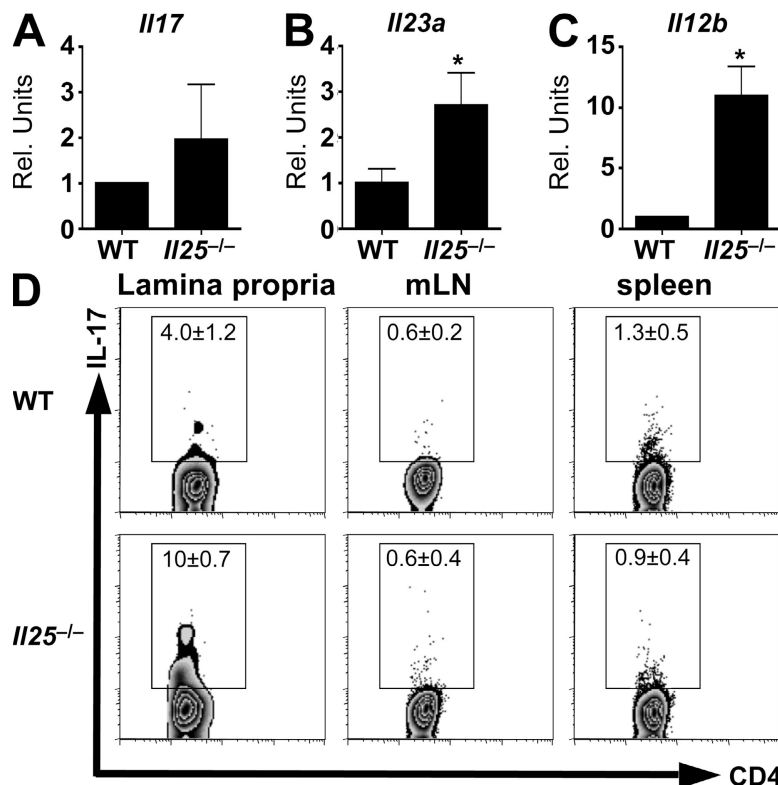 A Il17
4
3
2
1
0
Rel. Units
WT Il25–/–
B Il23a
4
3
2
1
0
Rel. Units
*
WT Il25–/–
C Il12b
15
10
5
0
Rel. Units
*
WT Il25–/–
D Lamina propria mLN spleen
IL-17
WT
4.0±1.2 0.6±0.2 1.3±0.5
Il25–/–
10±0.7 0.6±0.4 0.9±0.4
CD4